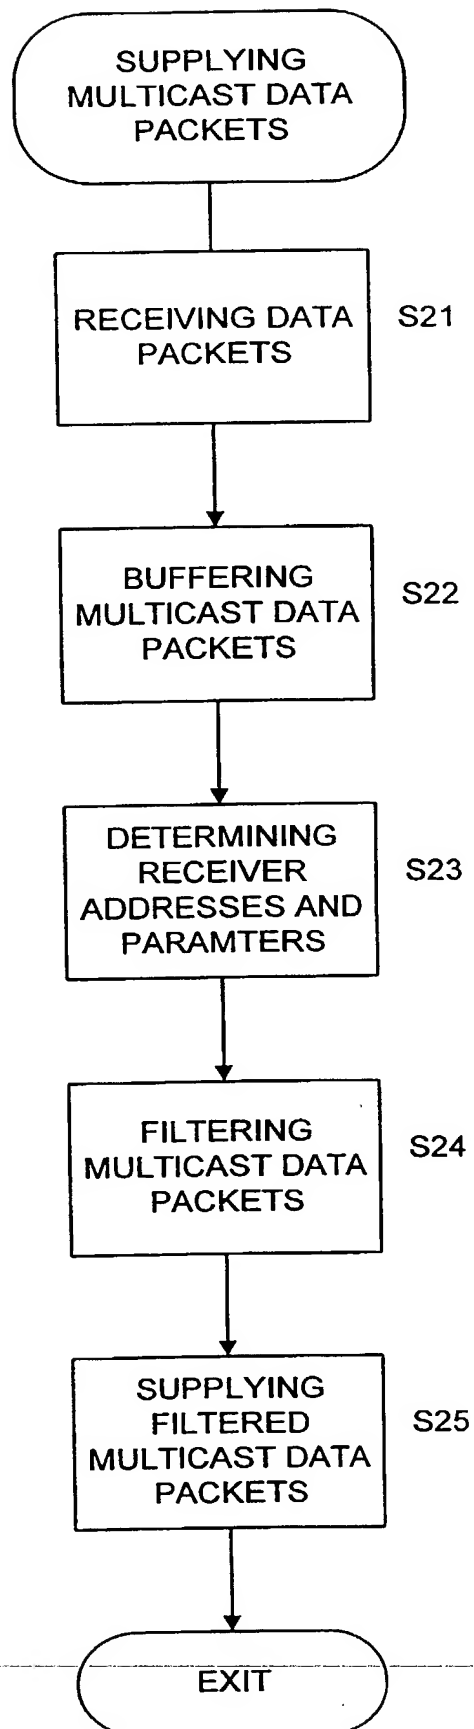 SUPPLYING
MULTICAST DATA
PACKETS
RECEIVING DATA
PACKETS
S21
BUFFERING
MULTICAST DATA
PACKETS
S22
DETERMINING
RECEIVER
ADDRESSES AND
PARAMTERS
S23
FILTERING
MULTICAST DATA
PACKETS
S24
SUPPLYING
FILTERED
MULTICAST DATA
PACKETS
S25
EXIT